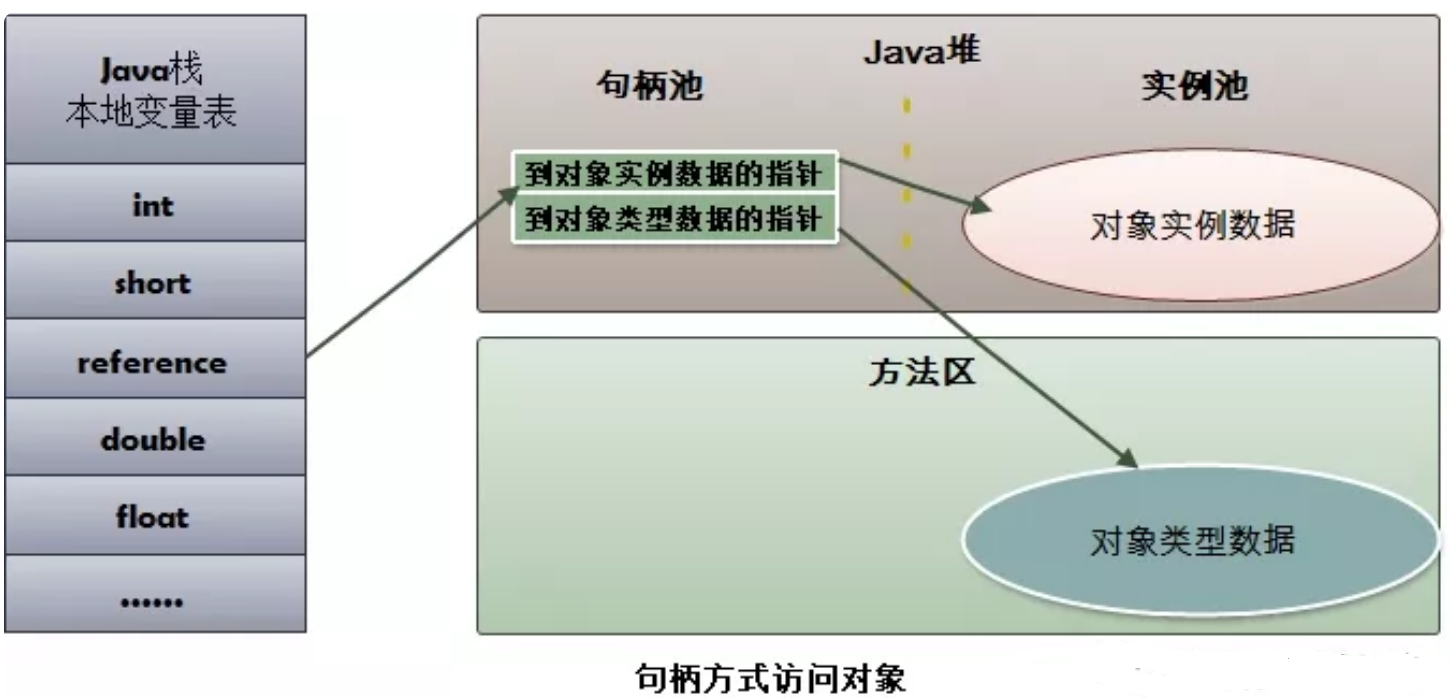 Java栈
本地变量表
int
short
reference
double
float
......
Java堆
句柄池
实例池
到对象实例数据的指针
到对象类型数据的指针
对象实例数据
方法区
对象类型数据
句柄方式访问对象